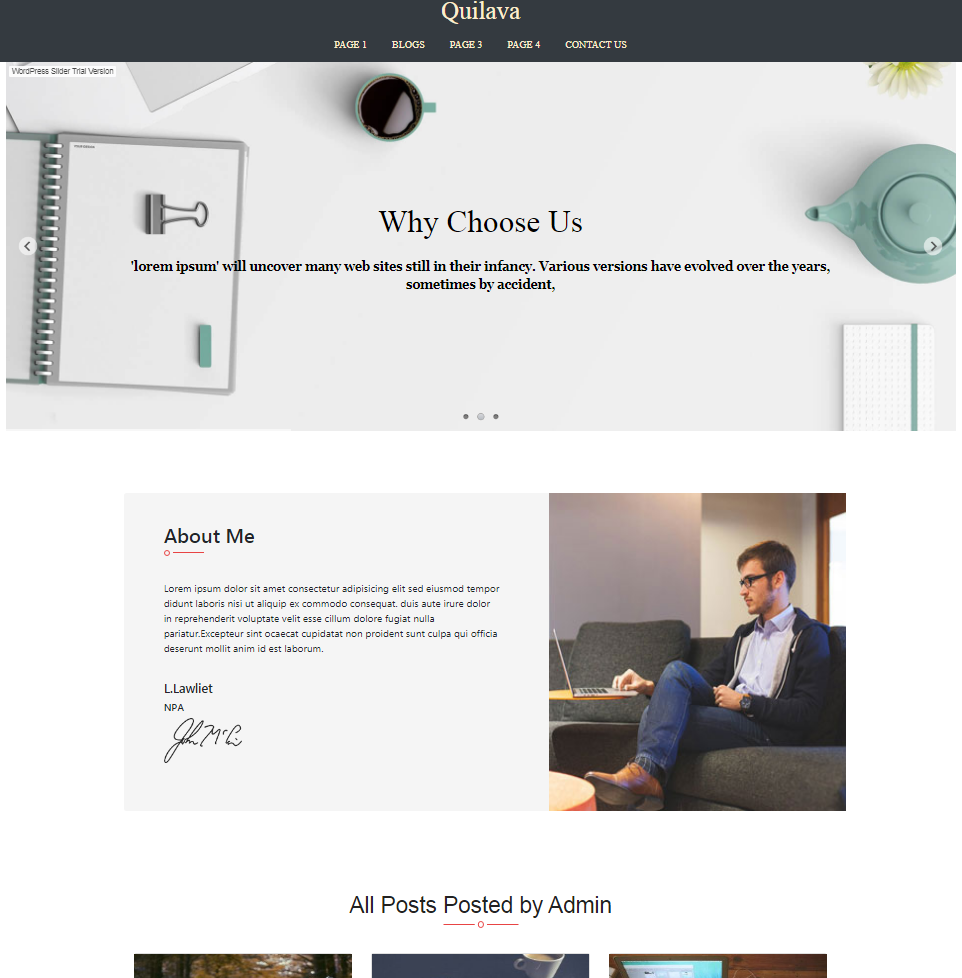 Quilava
PAGE 1 BLOGS PAGE 3 PAGE 4 CONTACT US
WordPress Slider Trial Version
Why Choose Us
'lorem ipsum' will uncover many web sites still in their infancy. Various versions have evolved over the years,
sometimes by accident,
About Me
Lorem ipsum dolor sit amet consectetur adipisicing elit sed eiusmod tempor
didunt laboris nisi ut aliquip ex commodo consequat. duis aute irure dolor
in reprehenderit voluptate velit esse cillum dolore fugiat nulla
pariatur.Excepteur sint ocaecat cupidatat non proident sunt culpa qui officia
deserunt mollit anim id est laborum.
L.Lawliet
NPA
All Posts Posted by Admin